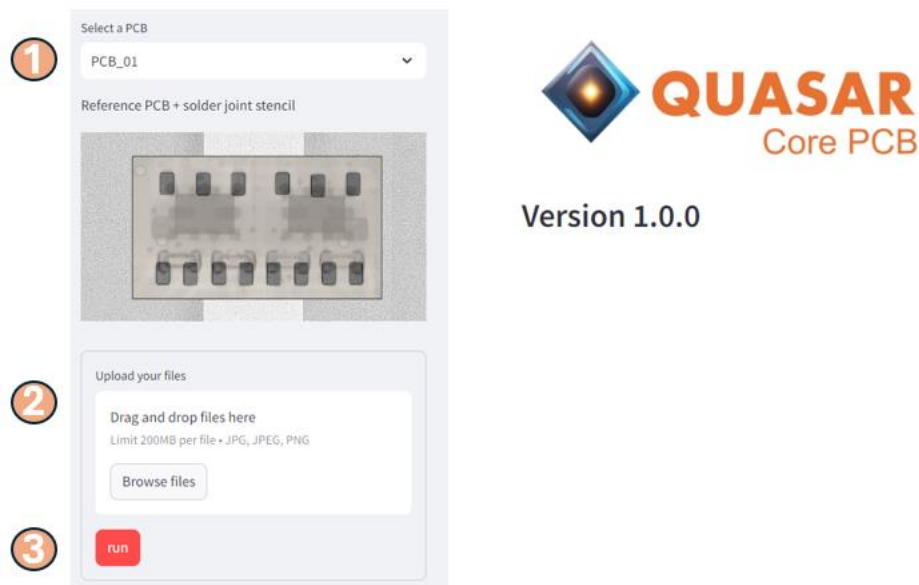 Select a PCB
1
PCB_01
Reference PCB + solder joint stencil
QUASAR
Core PCB
Version 1.0.0
Upload your files
2
Drag and drop files here
Limit 200MB per file • JPG, JPEG, PNG
Browse files
3
run